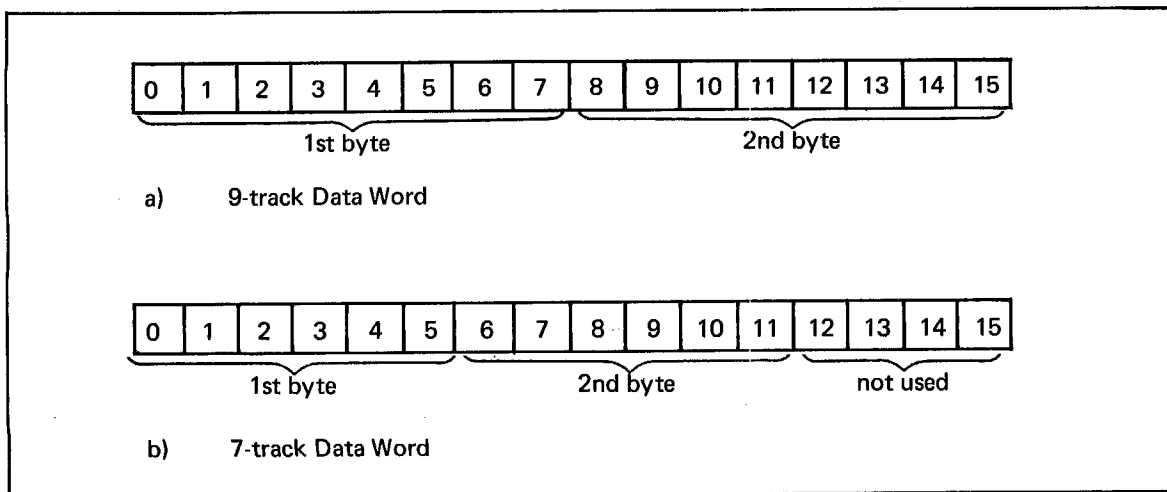 0 1 2 3 4 5 6 7 8 9 10 11 12 13 14 15
1st byte 2nd byte
a) 9-track Data Word
0 1 2 3 4 5 6 7 8 9 10 11 12 13 14 15
1st byte 2nd byte not used
b) 7-track Data Word